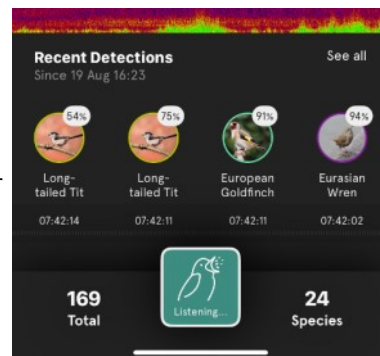 Recent Detections
See all
Since 19 Aug 16:23
54%
75%
91%
94%
Long-
tailed Tit
Long-
tailed Tit
European
Goldfinch
Eurasian
Wren
07:42:14
07:42:11
07:42:11
07:42:02
169
Total
Listening...
24
Species